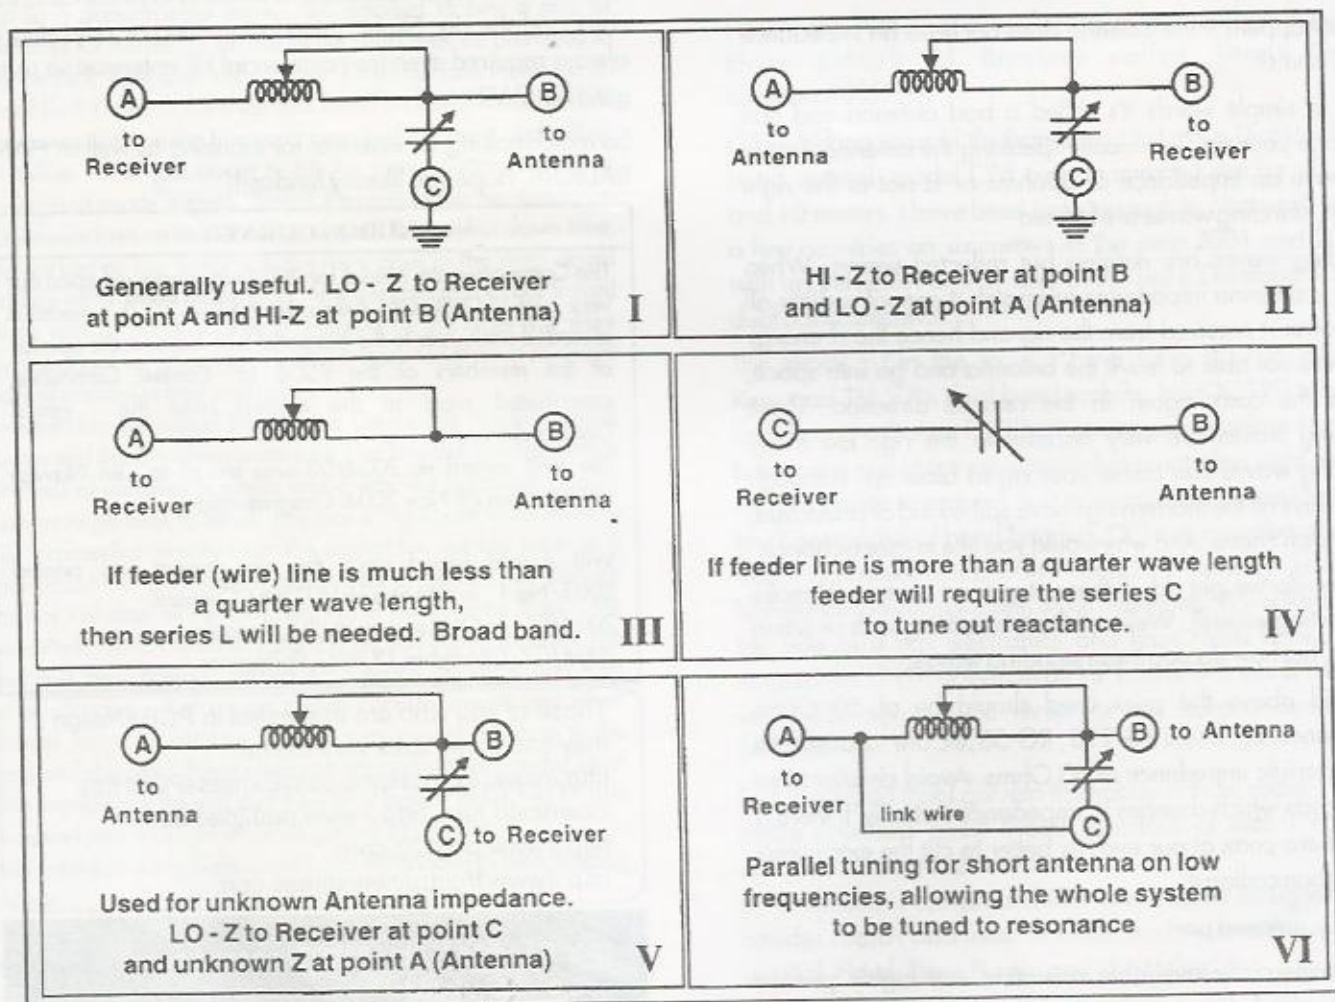 A
to
Receiver
B
to
Antenna
C
Genearally useful. LO - Z to Receiver
at point A and HI-Z at point B (Antenna)
I
A
to
Antenna
B
to
Receiver
C
HI - Z to Receiver at point B
and LO - Z at point A (Antenna)
II
A
to
Receiver
B
to
Antenna
If feeder (wire) line is much less than
a quarter wave length,
then series L will be needed. Broad band.
III
C
to
Receiver
B
to
Antenna
If feeder line is more than a quarter wave length
feeder will require the series C
to tune out reactance.
IV
A
to
Antenna
B
C to Receiver
Used for unknown Antenna impedance.
LO - Z to Receiver at point C
and unknown Z at point A (Antenna)
V
A
to
Receiver
B to Antenna
link wire
C
Parallel tuning for short antenna on low
frequencies, allowing the whole system
to be tuned to resonance
VI